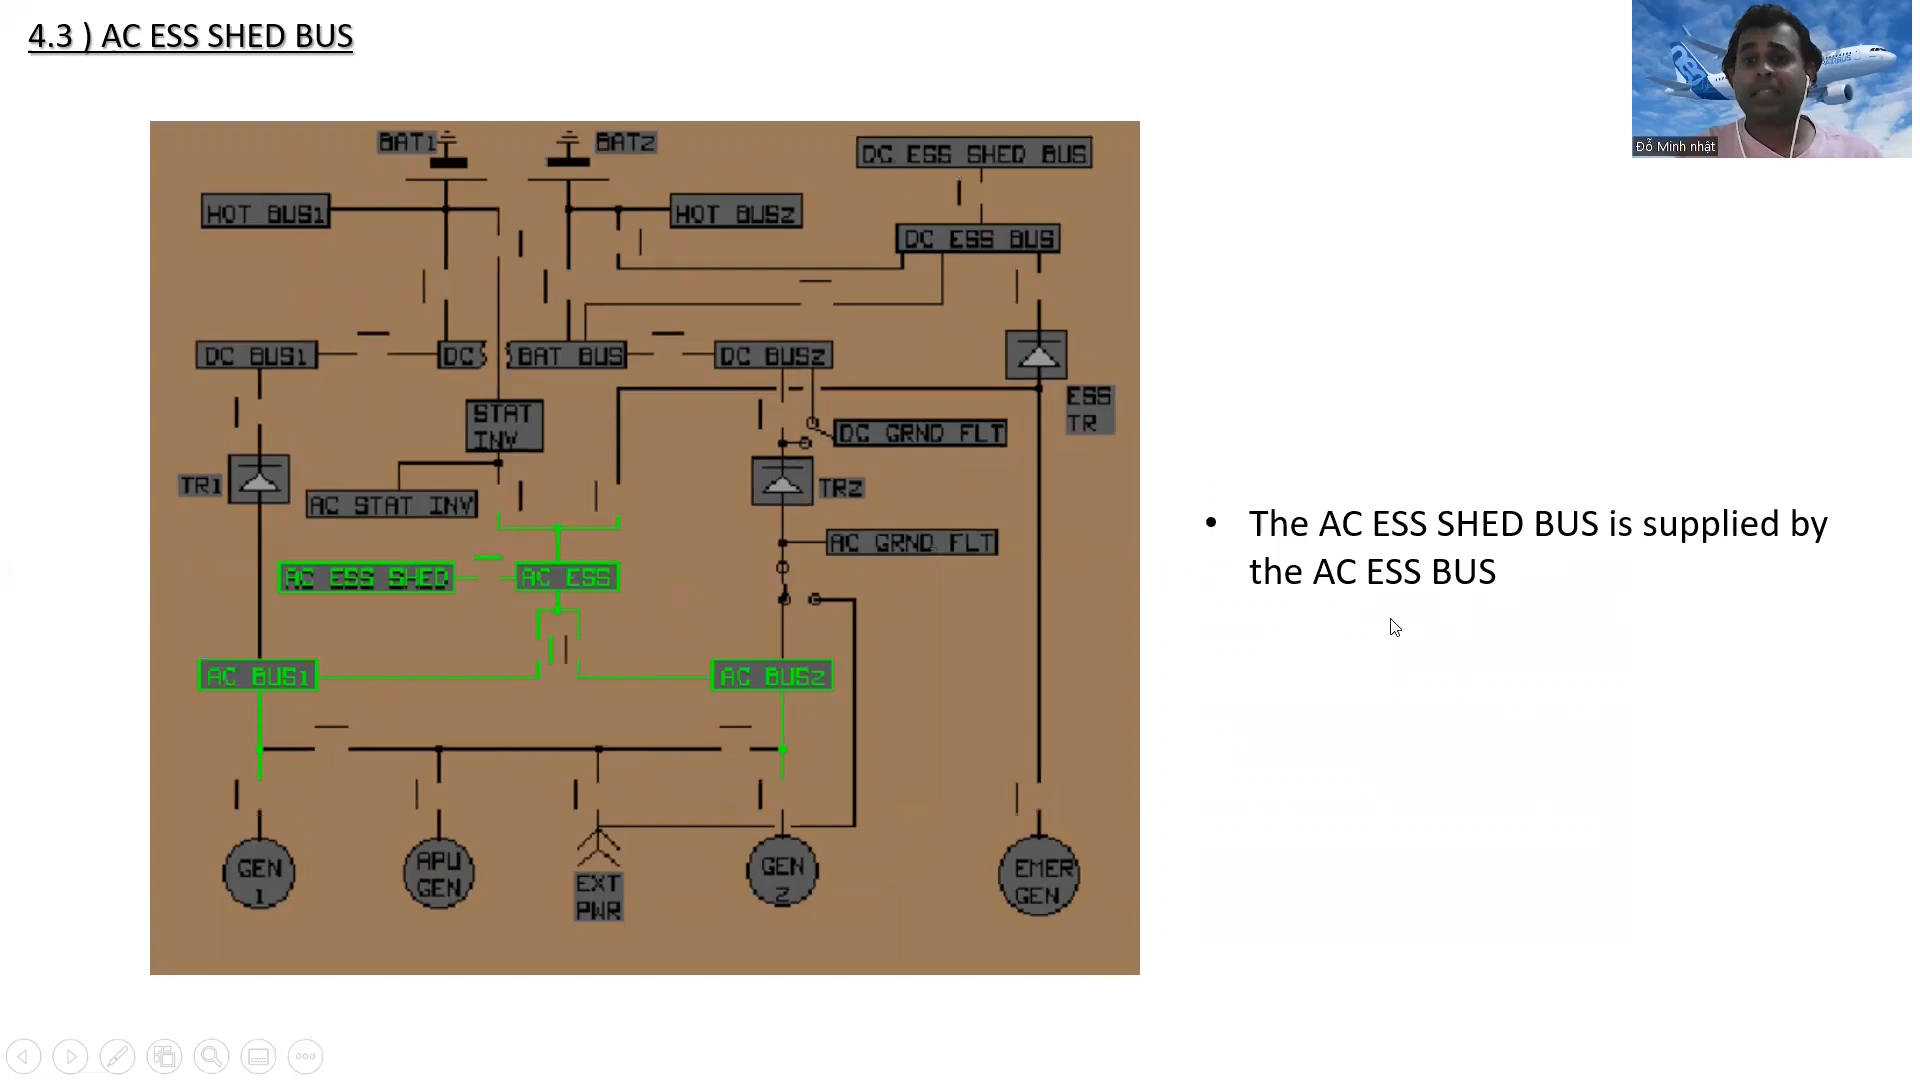 4.3 ) AC ESS SHED BUS
Đỗ Minh nhật
BAT1
BAT2
DC ESS SHED BUS
HOT BUS1
HOT BUS2
DC ESS BUS
DC BUS1
DC
BAT BUS
DC BUS2
STAT
INV
ESS
TR
DC GRND FLT
TR1
AC STAT INV
TR2
AC GRND FLT
AC ESS SHED
AC ESS
AC BUS1
AC BUS2
GEN
1
APU
GEN
EXT
PWR
GEN
2
EMER
GEN
• The AC ESS SHED BUS is supplied by
the AC ESS BUS